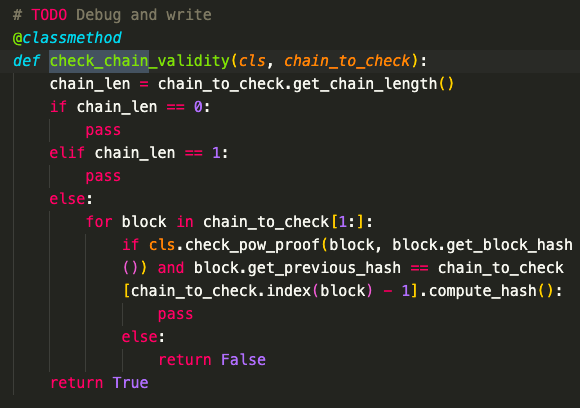 # TODO Debug and write
@classmethod
def check_chain_validity(cls, chain_to_check):
    chain_len = chain_to_check.get_chain_length()
    if chain_len == 0:
        pass
    elif chain_len == 1:
        pass
    else:
        for block in chain_to_check[1:]:
            if cls.check_pow_proof(block, block.get_block_hash
            ()) and block.get_previous_hash == chain_to_check
            [chain_to_check.index(block) - 1].compute_hash():
                pass
            else:
                return False
    return True